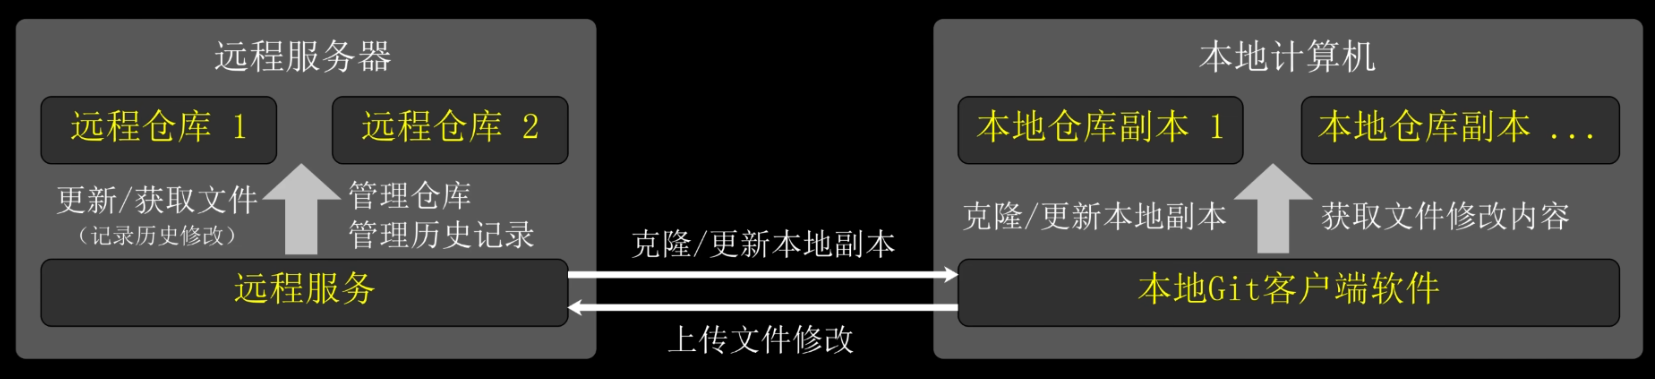 远程服务器
远程仓库 1
远程仓库 2
更新/获取文件
（记录历史修改）
管理仓库
管理历史记录
远程服务
克隆/更新本地副本
上传文件修改
本地计算机
本地仓库副本 1
本地仓库副本 ...
克隆/更新本地副本
获取文件修改内容
本地Git客户端软件